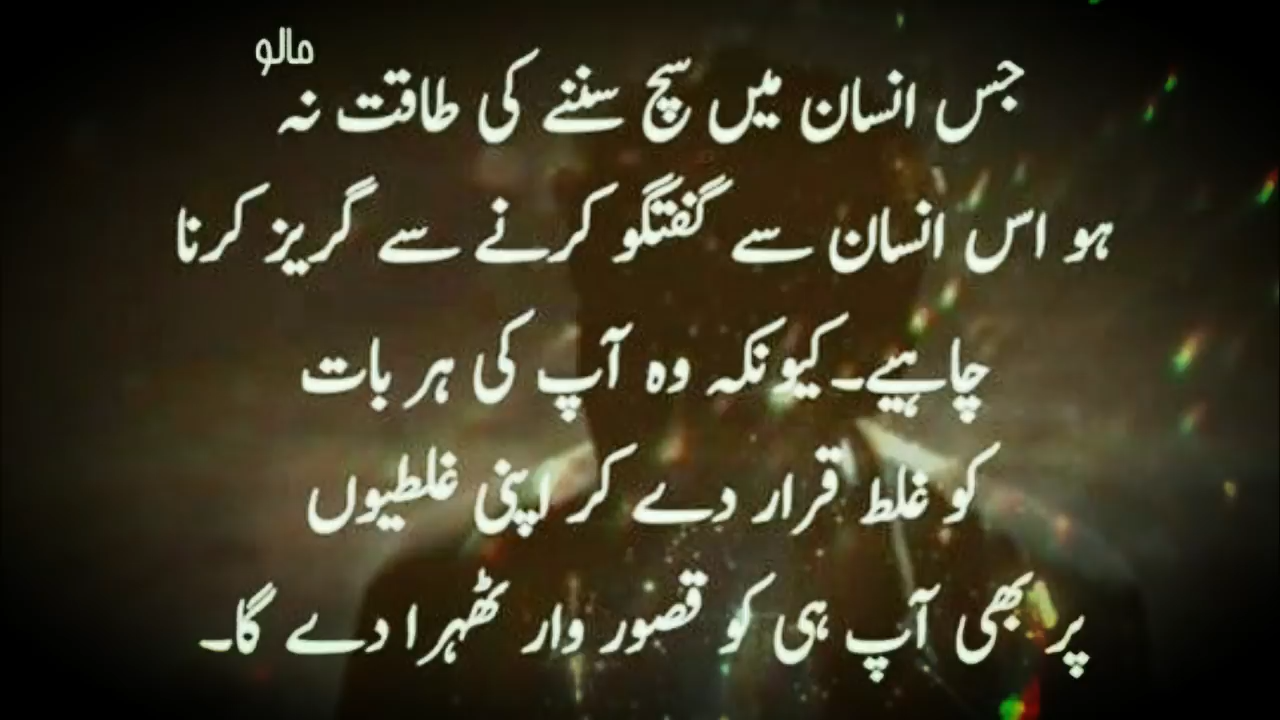 مالو
جس انسان میں سچ سننے کی طاقت نہ
ہو اس انسان سے گفتگو کرنے سے گریز کرنا
چاہیے۔کیونکہ وہ آپ کی ہر بات
کو غلط قرار دے کر اپنی غلطیوں
پر بھی آپ ہی کو قصور وار ٹھہرا دے گا۔